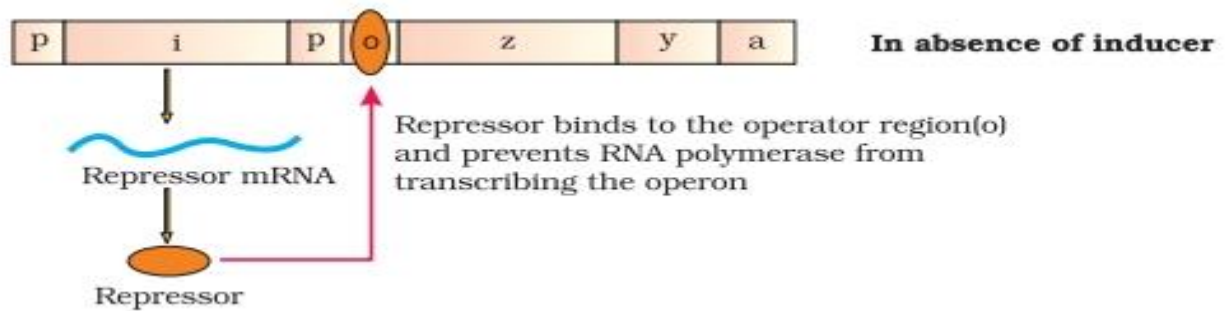 p i p o z y a
In absence of inducer
Repressor binds to the operator region(o)
and prevents RNA polymerase from
transcribing the operon
Repressor mRNA
Repressor